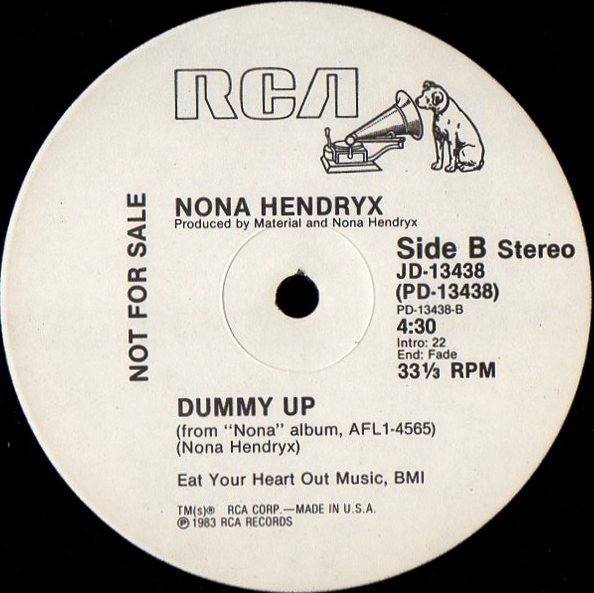 RCA
NOT FOR SALE
NONA HENDRYX
Produced by Material and Nona Hendryx
Side B Stereo
JD-13438
(PD-13438)
PD-13438-B
4:30
Intro: 22
End: Fade
33⅓ RPM
DUMMY UP
(from "Nona" album, AFL1-4565)
(Nona Hendryx)
Eat Your Heart Out Music, BMI
TM(s)® RCA CORP.—MADE IN U.S.A.
℗ 1983 RCA RECORDS